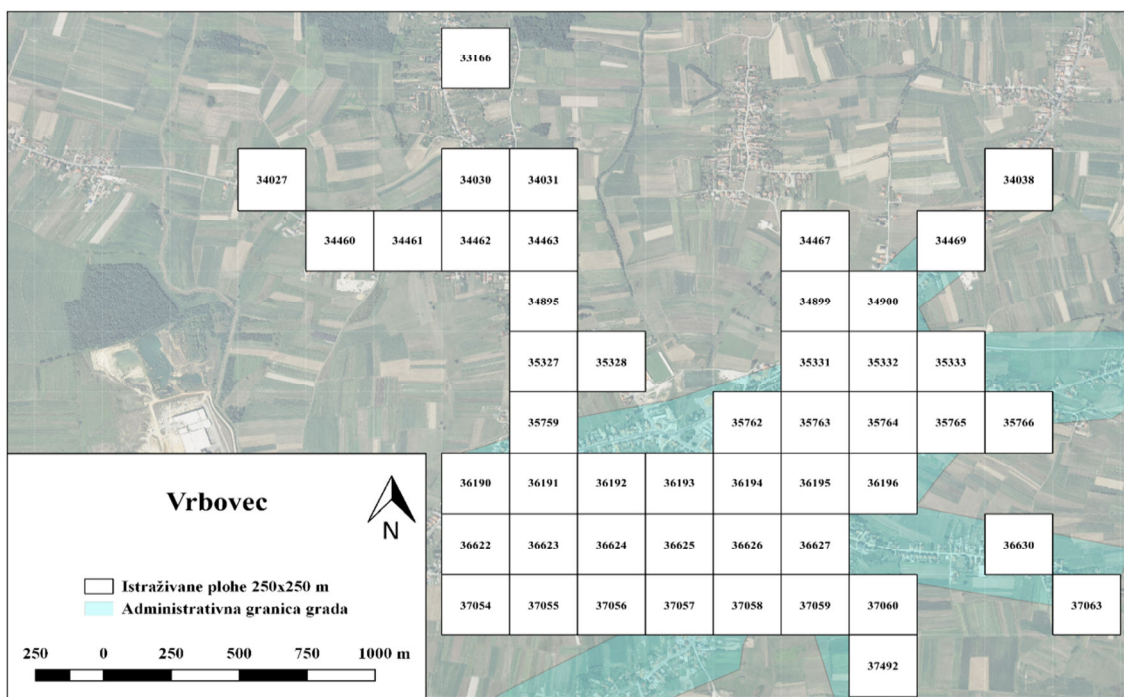 33166
34027 34030 34031 34038
34460 34461 34462 34463 34467 34469
34895 34899 34900
35327 35328 35331 35332 35333
35759 35762 35763 35764 35765 35766
36190 36191 36192 36193 36194 36195 36196
36622 36623 36624 36625 36626 36627 36630
37054 37055 37056 37057 37058 37059 37060 37063
37492
Vrbovec
N
Istraživane plohe 250x250 m
Administrativna granica grada
250 0 250 500 750 1000 m